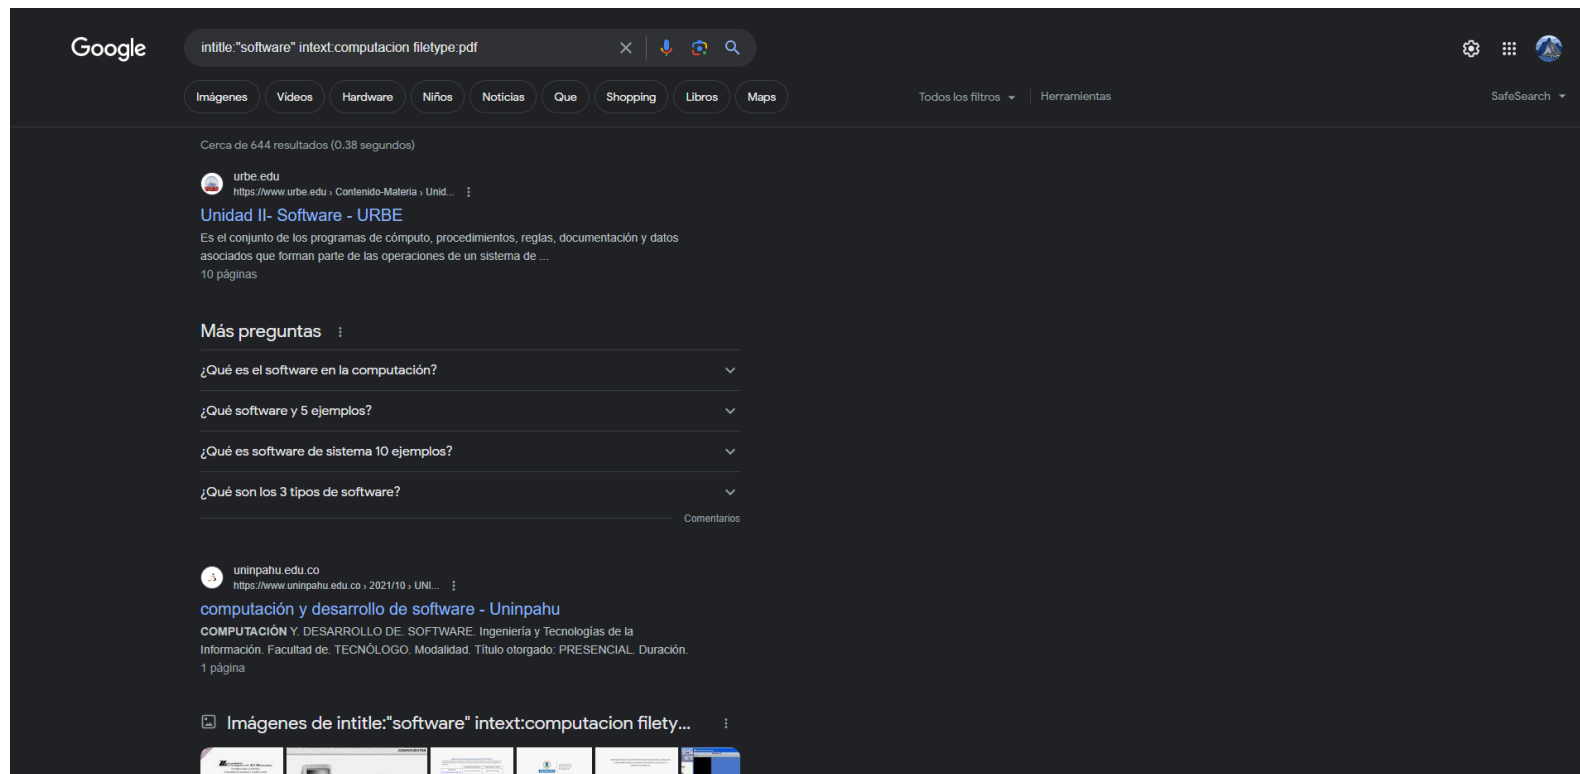 Google
intitle:"software" intext:computacion filetype:pdf
Imágenes
Vídeos
Hardware
Niños
Noticias
Que
Shopping
Libros
Maps
Todos los filtros
Herramientas
SafeSearch
Cerca de 644 resultados (0.38 segundos)
urbe.edu
https://www.urbe.edu › Contenido-Materia › Unid...
Unidad II- Software - URBE
Es el conjunto de los programas de cómputo, procedimientos, reglas, documentación y datos
asociados que forman parte de las operaciones de un sistema de ...
10 páginas
Más preguntas
¿Qué es el software en la computación?
¿Qué software y 5 ejemplos?
¿Qué es software de sistema 10 ejemplos?
¿Qué son los 3 tipos de software?
Comentarios
uninpahu.edu.co
https://www.uninpahu.edu.co › 2021/10 › UNI...
computación y desarrollo de software - Uninpahu
COMPUTACIÓN Y. DESARROLLO DE. SOFTWARE. Ingeniería y Tecnologías de la
Información. Facultad de. TECNÓLOGO. Modalidad. Título otorgado: PRESENCIAL. Duración.
1 página
Imágenes de intitle:"software" intext:computacion filety...